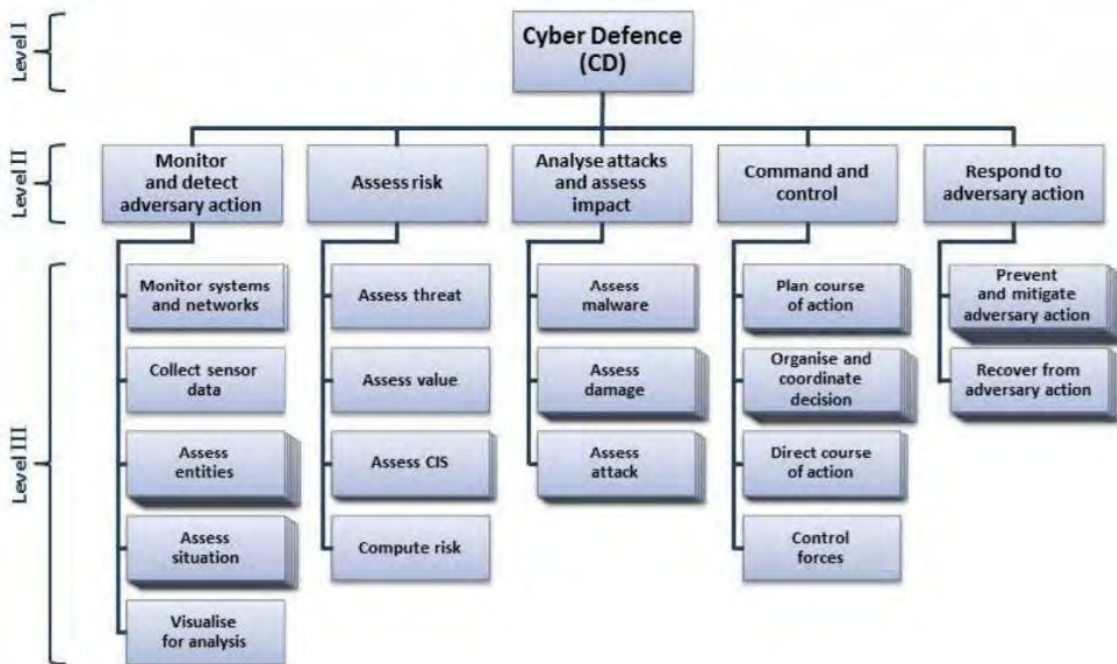 Level I
Cyber Defence
(CD)
Level II
Monitor
and detect
adversary action
Assess risk
Analyse attacks
and assess
impact
Command and
control
Respond to
adversary action
Level III
Monitor systems
and networks
Collect sensor
data
Assess
entities
Assess
situation
Visualise
for analysis
Assess threat
Assess value
Assess CIS
Compute risk
Assess
malware
Assess
damage
Assess
attack
Plan course
of action
Organise and
coordinate
decision
Direct course
of action
Control
forces
Prevent
and mitigate
adversary action
Recover from
adversary action